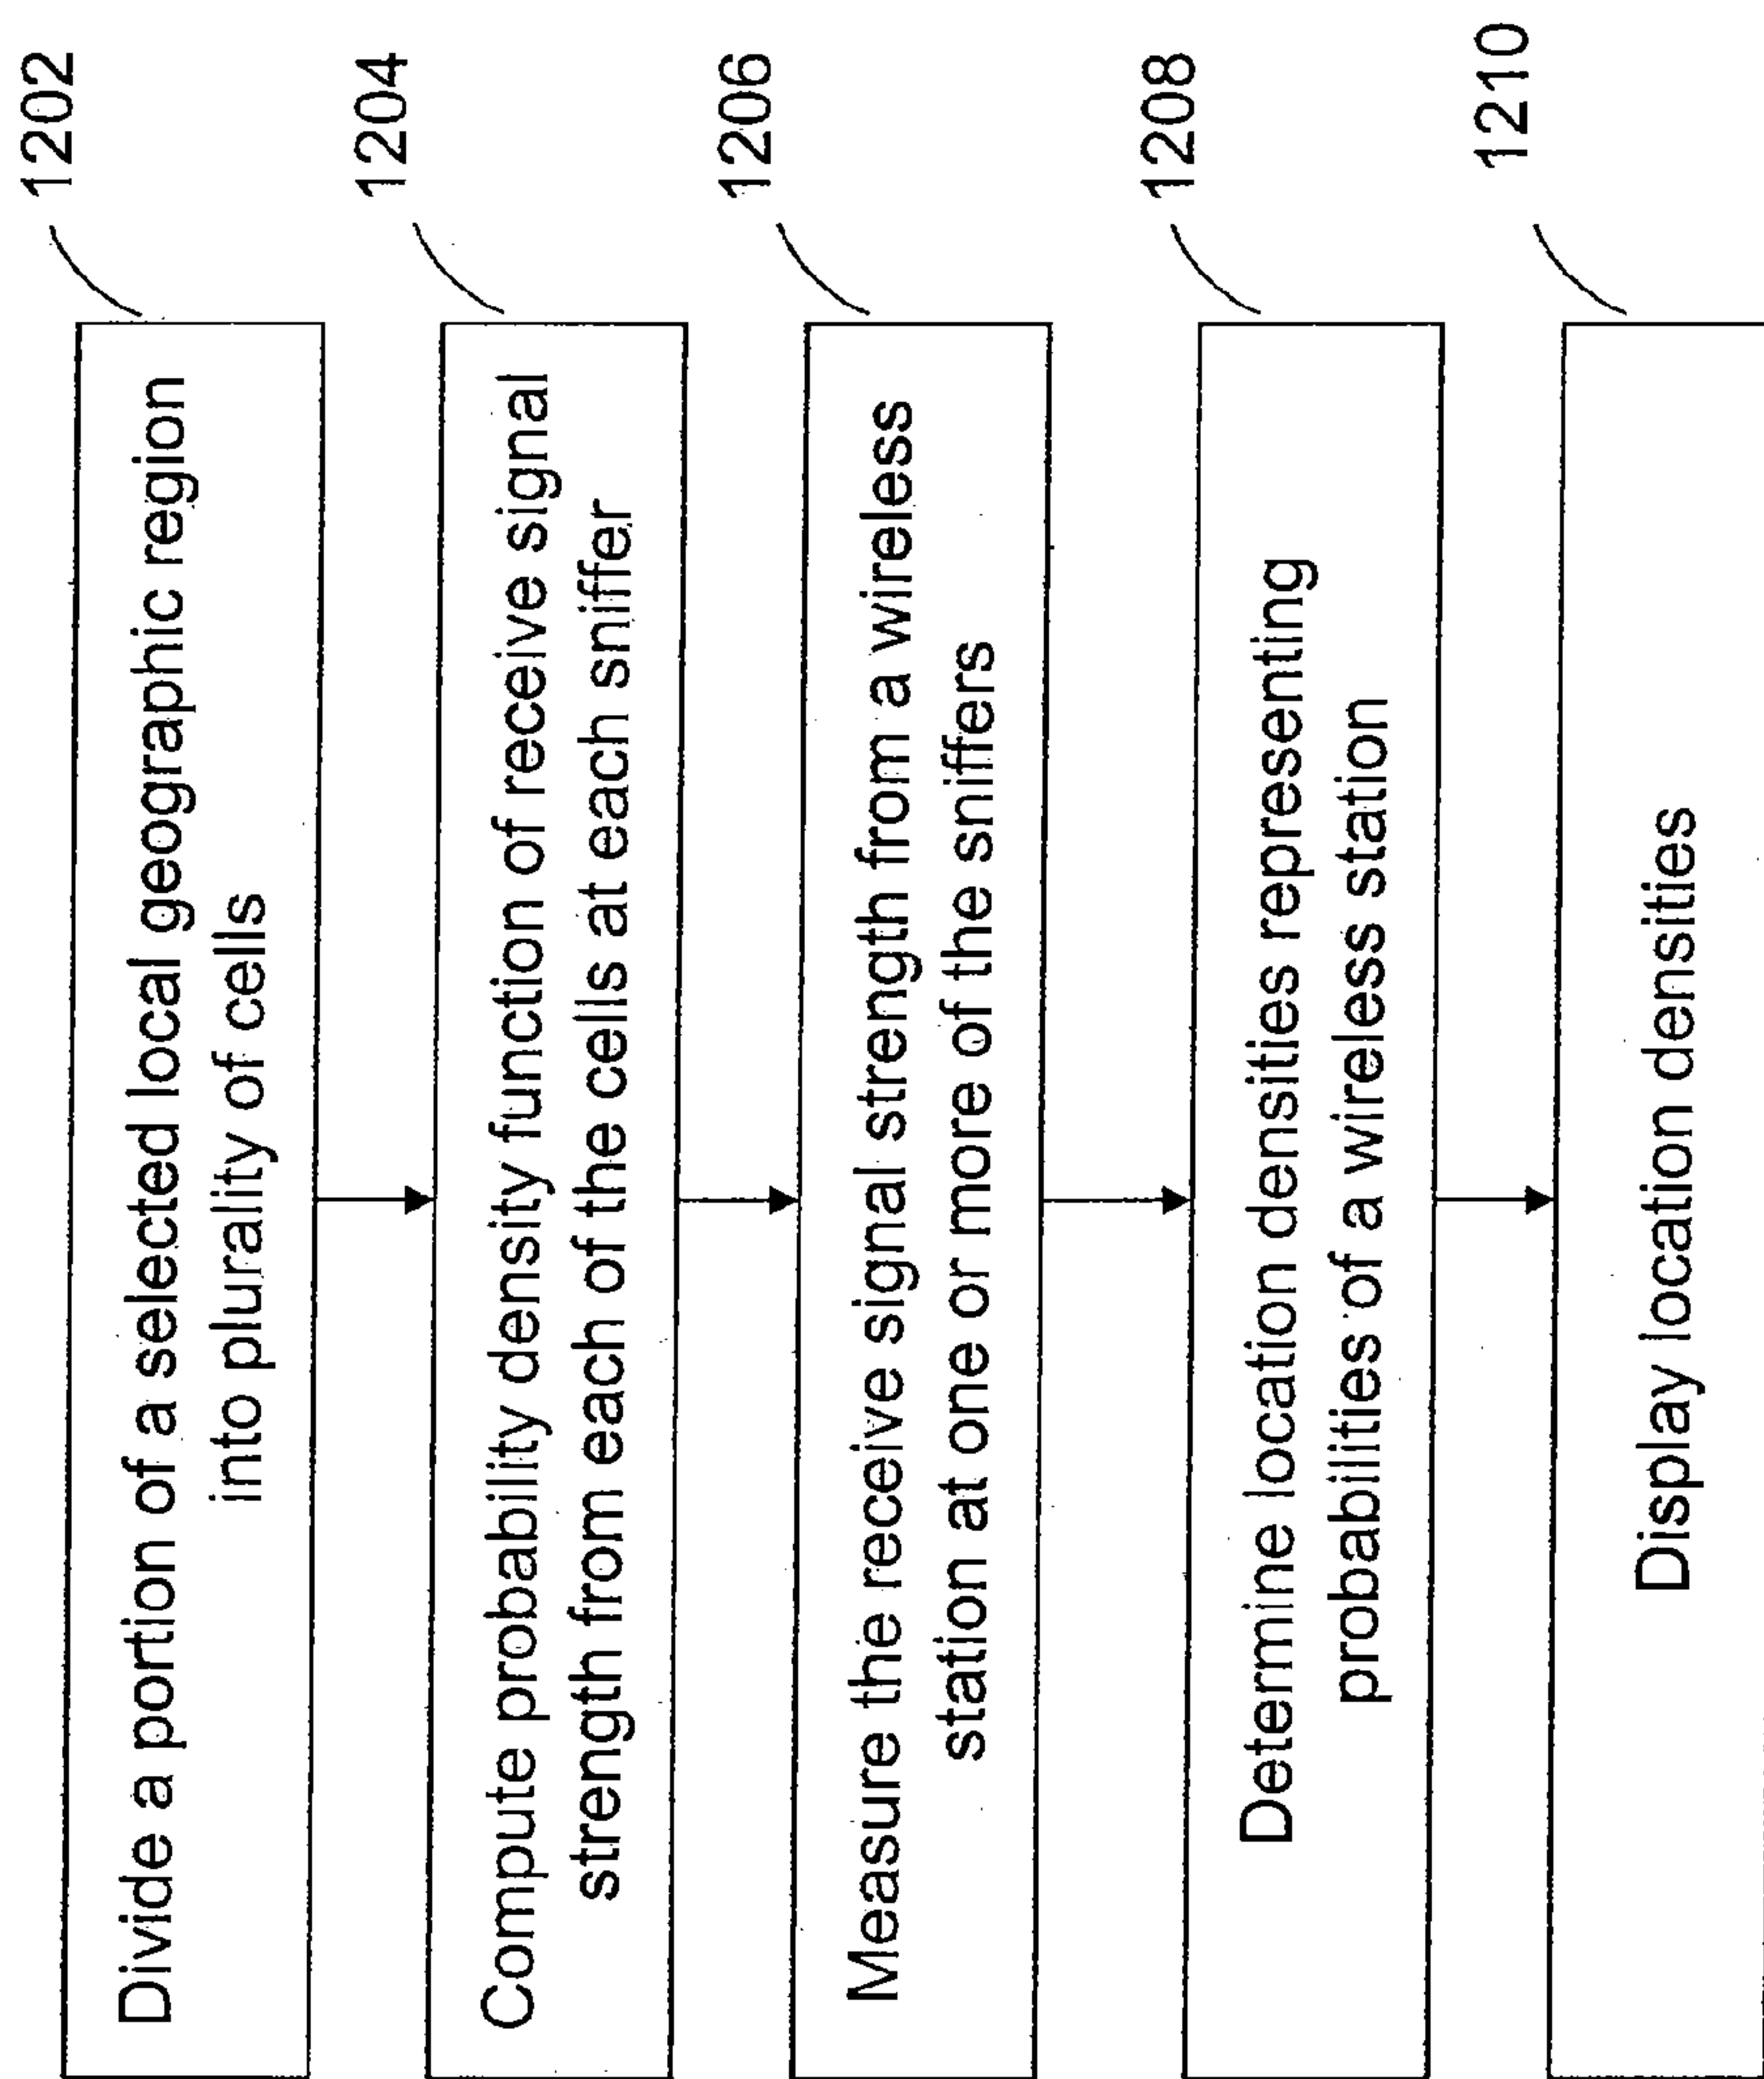 1202
Divide a portion of a selected local geographic region
into plurality of cells
1204
Compute probability density function of receive signal
strength from each of the cells at each sniffer
1206
Measure the receive signal strength from a wireless
station at one or more of the sniffers
1208
Determine location densities representing
probabilities of a wireless station
1210
Display location densities